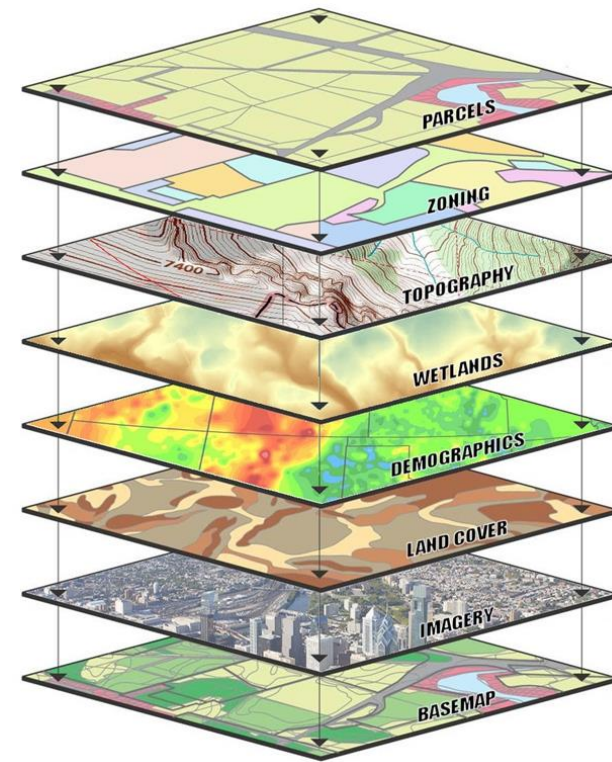 PARCELS
ZONING
7400
TOPOGRAPHY
WETLANDS
DEMOGRAPHICS
LAND COVER
IMAGERY
BASEMAP